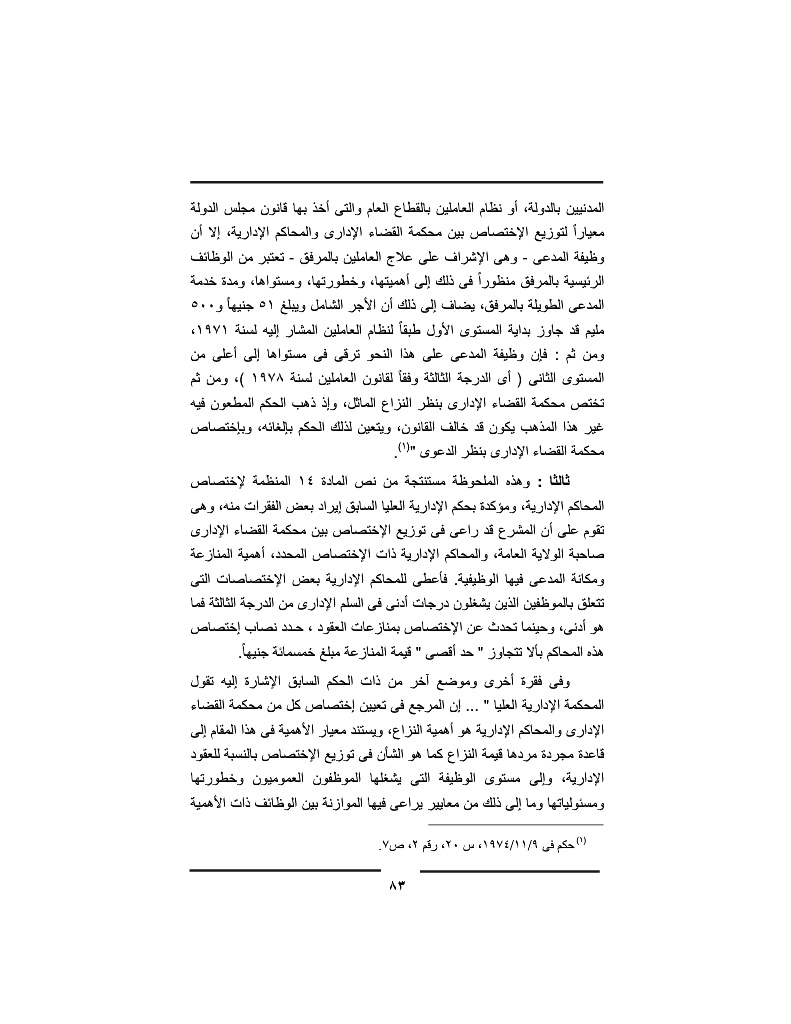 المدنيين بالدولة، أو نظام العاملين بالقطاع العام والتى أخذ بها قانون مجلس الدولة
معياراً لتوزيع الإختصاص بين محكمة القضاء الإدارى والمحاكم الإدارية، إلا أن
وظيفة المدعى - وهى الإشراف على علاج العاملين بالمرفق - تعتبر من الوظائف
الرئيسية بالمرفق منظوراً فى ذلك إلى أهميتها، وخطورتها، ومستواها، ومدة خدمة
المدعى الطويلة بالمرفق، يضاف إلى ذلك أن الأجر الشامل ويبلغ ٥١ جنيهاً و٥٠٠
مليم قد جاوز بداية المستوى الأول طبقاً لنظام العاملين المشار إليه لسنة ١٩٧١،
ومن ثم : فإن وظيفة المدعى على هذا النحو ترقى فى مستواها إلى أعلى من
المستوى الثانى ( أى الدرجة الثالثة وفقاً لقانون العاملين لسنة ١٩٧٨ )، ومن ثم
تختص محكمة القضاء الإدارى بنظر النزاع الماثل، وإذ ذهب الحكم المطعون فيه
غير هذا المذهب يكون قد خالف القانون، ويتعين لذلك الحكم بإلغائه، وبإختصاص
محكمة القضاء الإدارى بنظر الدعوى "(١).
ثالثا : وهذه الملحوظة مستنتجة من نص المادة ١٤ المنظمة لإختصاص
المحاكم الإدارية، ومؤكدة بحكم الإدارية العليا السابق إيراد بعض الفقرات منه، وهى
تقوم على أن المشرع قد راعى فى توزيع الإختصاص بين محكمة القضاء الإدارى
صاحبة الولاية العامة، والمحاكم الإدارية ذات الإختصاص المحدد، أهمية المنازعة
ومكانة المدعى فيها الوظيفية. فأعطى للمحاكم الإدارية بعض الإختصاصات التى
تتعلق بالموظفين الذين يشغلون درجات أدنى فى السلم الإدارى من الدرجة الثالثة فما
هو أدنى، وحينما تحدث عن الإختصاص بمنازعات العقود ، حدد نصاب إختصاص
هذه المحاكم بألا تتجاوز " حد أقصى " قيمة المنازعة مبلغ خمسمائة جنيهاً.
وفى فقرة أخرى وموضع آخر من ذات الحكم السابق الإشارة إليه تقول
المحكمة الإدارية العليا " ... إن المرجع فى تعيين إختصاص كل من محكمة القضاء
الإدارى والمحاكم الإدارية هو أهمية النزاع، ويستند معيار الأهمية فى هذا المقام إلى
قاعدة مجردة مردها قيمة النزاع كما هو الشأن فى توزيع الإختصاص بالنسبة للعقود
الإدارية، وإلى مستوى الوظيفة التى يشغلها الموظفون العموميون وخطورتها
ومسئولياتها وما إلى ذلك من معايير يراعى فيها الموازنة بين الوظائف ذات الأهمية
(١) حكم فى ١٩٧٤/١١/٩، س ٢٠، رقم ٢، ص٧.
٨٣